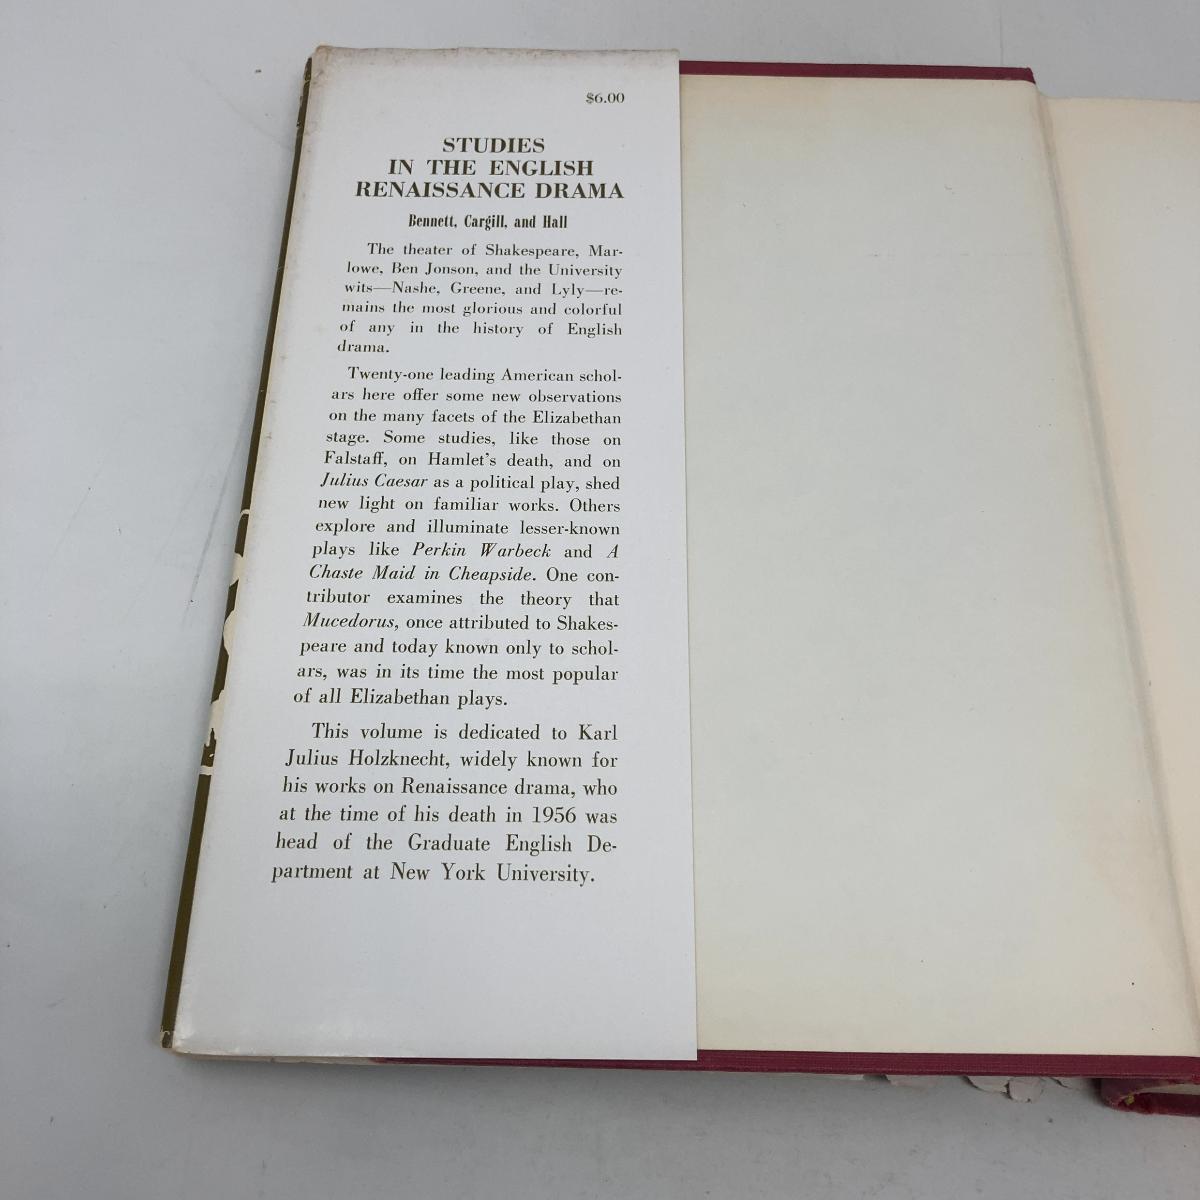 $6.00
STUDIES
IN THE ENGLISH
RENAISSANCE DRAMA
Bennett, Cargill, and Hall
The theater of Shakespeare, Mar-
lowe, Ben Jonson, and the University
wits—Nashe, Greene, and Lyly—re-
mains the most glorious and colorful
of any in the history of English
drama.
Twenty-one leading American schol-
ars here offer some new observations
on the many facets of the Elizabethan
stage. Some studies, like those on
Falstaff, on Hamlet's death, and on
Julius Caesar as a political play, shed
new light on familiar works. Others
explore and illuminate lesser-known
plays like Perkin Warbeck and A
Chaste Maid in Cheapside. One con-
tributor examines the theory that
Mucedorus, once attributed to Shakes-
peare and today known only to schol-
ars, was in its time the most popular
of all Elizabethan plays.
This volume is dedicated to Karl
Julius Holzknecht, widely known for
his works on Renaissance drama, who
at the time of his death in 1956 was
head of the Graduate English De-
partment at New York University.